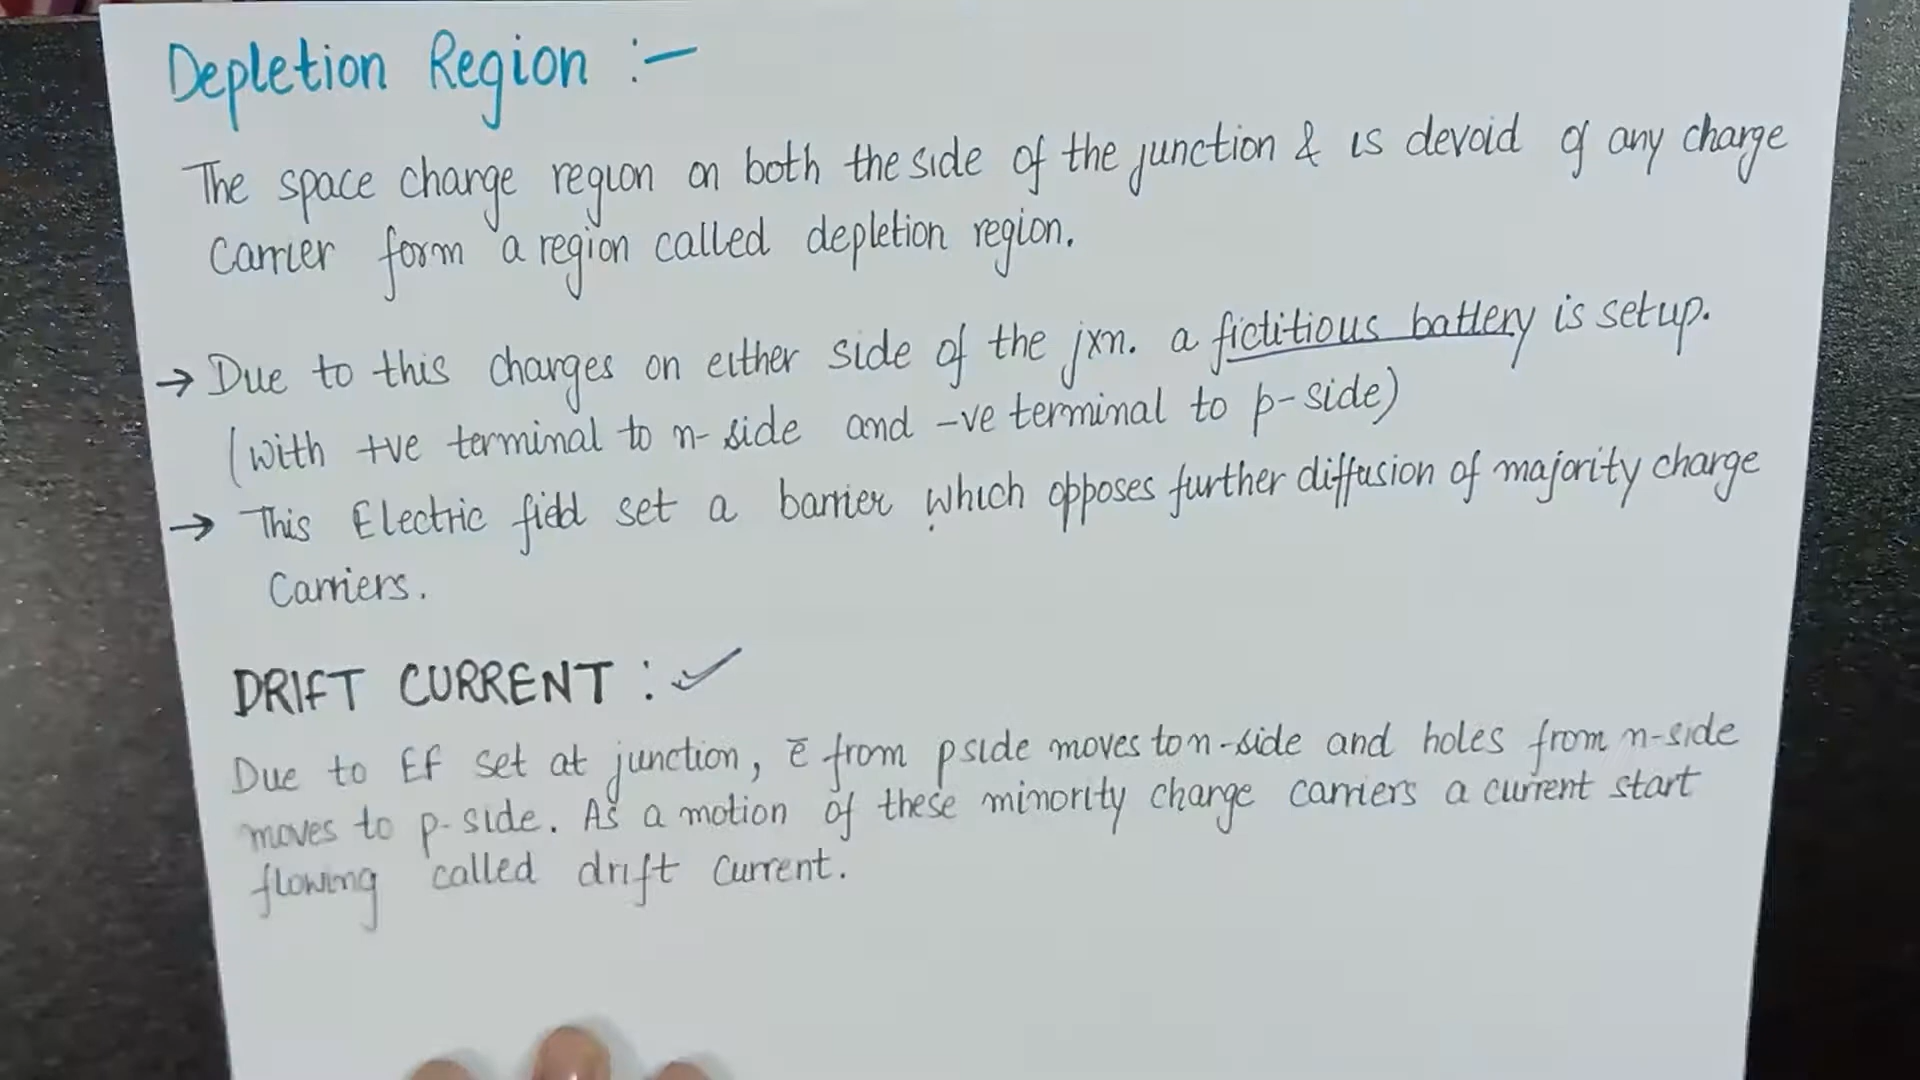 Depletion Region :-
The space charge region on both the side of the junction & is devoid of any charge
carrier form a region called depletion region.
→ Due to this charges on either side of the jxn. a fictitious battery is setup.
(with +ve terminal to n-side and -ve terminal to p-side)
→ This Electric field set a barrier which opposes further diffusion of majority charge
Carriers.
DRIFT CURRENT : ✓
Due to EF set at junction, e̅ from p side moves to n-side and holes from n-side
moves to p-side. As a motion of these minority charge carriers a current start
flowing called drift current.